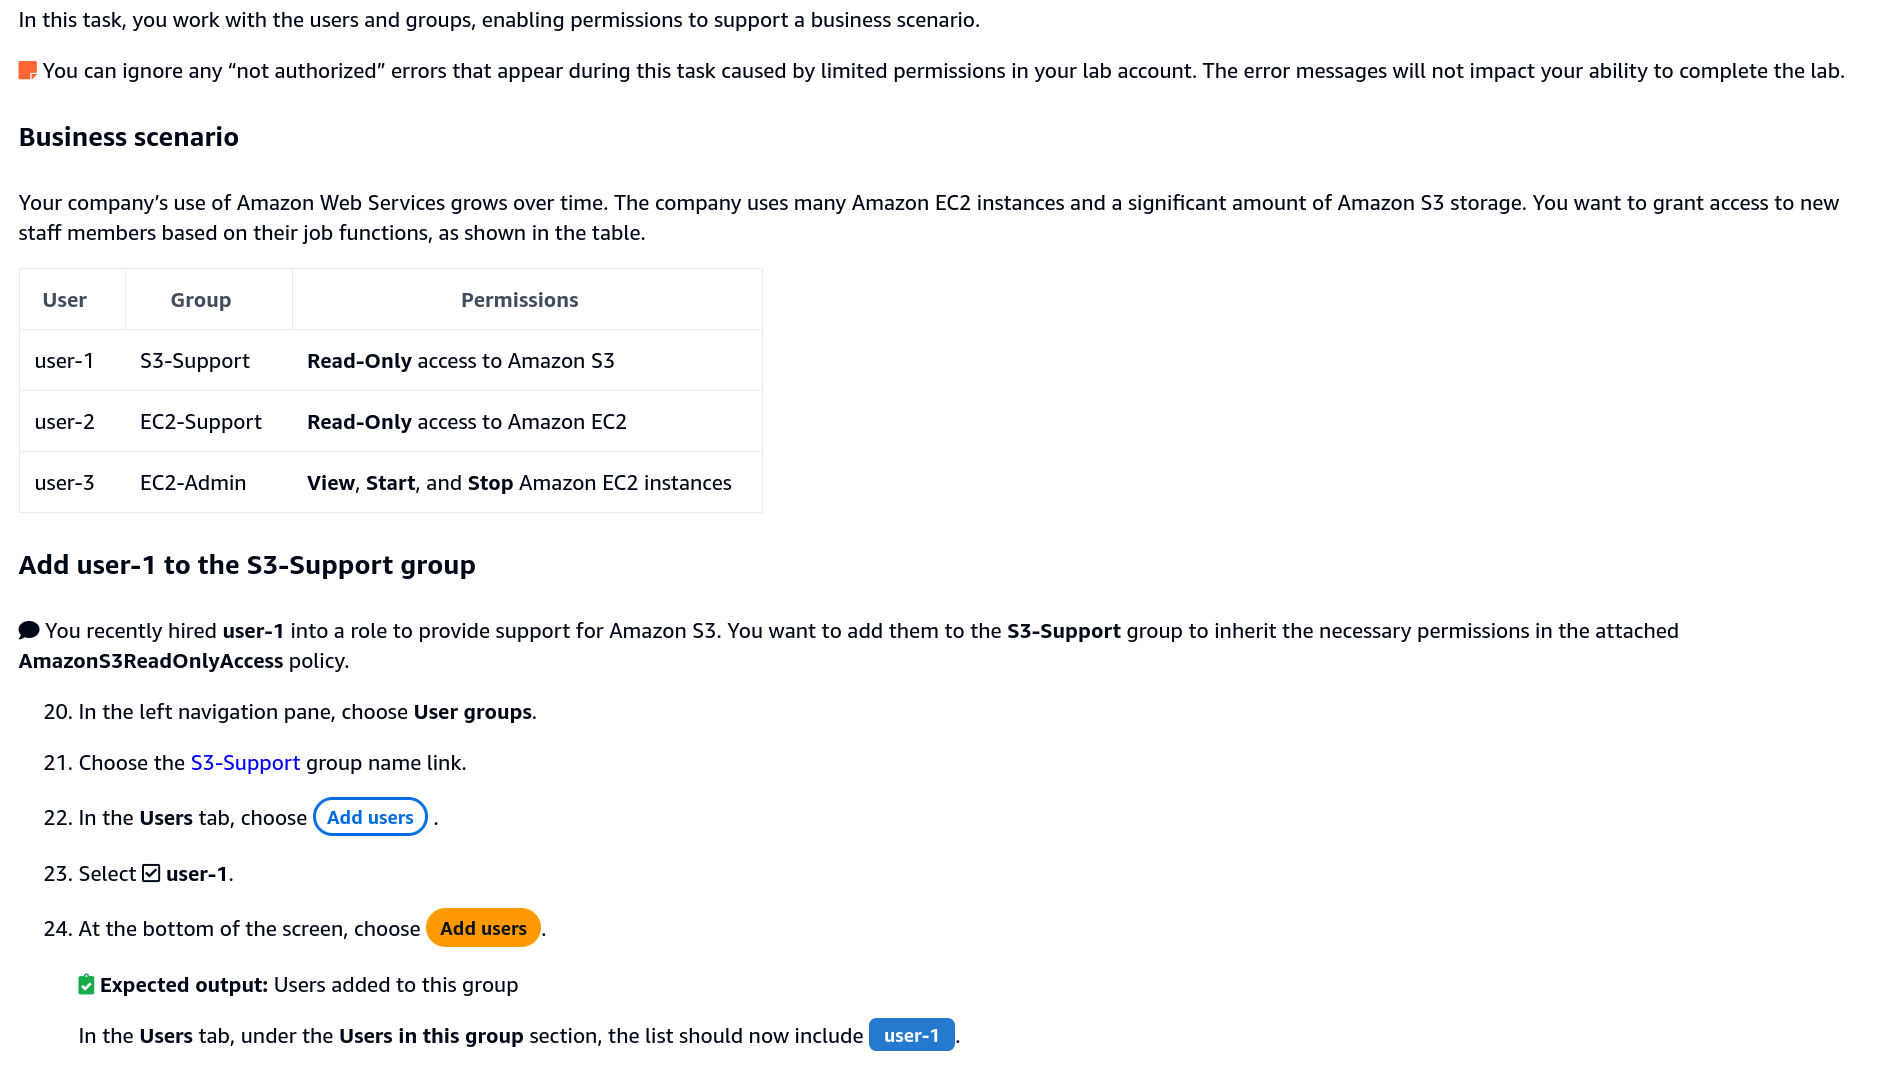 In this task, you work with the users and groups, enabling permissions to support a business scenario.
You can ignore any “not authorized” errors that appear during this task caused by limited permissions in your lab account. The error messages will not impact your ability to complete the lab.
Business scenario
Your company’s use of Amazon Web Services grows over time. The company uses many Amazon EC2 instances and a significant amount of Amazon S3 storage. You want to grant access to new
staff members based on their job functions, as shown in the table.
User Group Permissions
user-1 S3-Support Read-Only access to Amazon S3
user-2 EC2-Support Read-Only access to Amazon EC2
user-3 EC2-Admin View, Start, and Stop Amazon EC2 instances
Add user-1 to the S3-Support group
You recently hired user-1 into a role to provide support for Amazon S3. You want to add them to the S3-Support group to inherit the necessary permissions in the attached
AmazonS3ReadOnlyAccess policy.
20. In the left navigation pane, choose User groups.
21. Choose the S3-Support group name link.
22. In the Users tab, choose Add users .
23. Select user-1.
24. At the bottom of the screen, choose Add users.
Expected output: Users added to this group
In the Users tab, under the Users in this group section, the list should now include user-1.